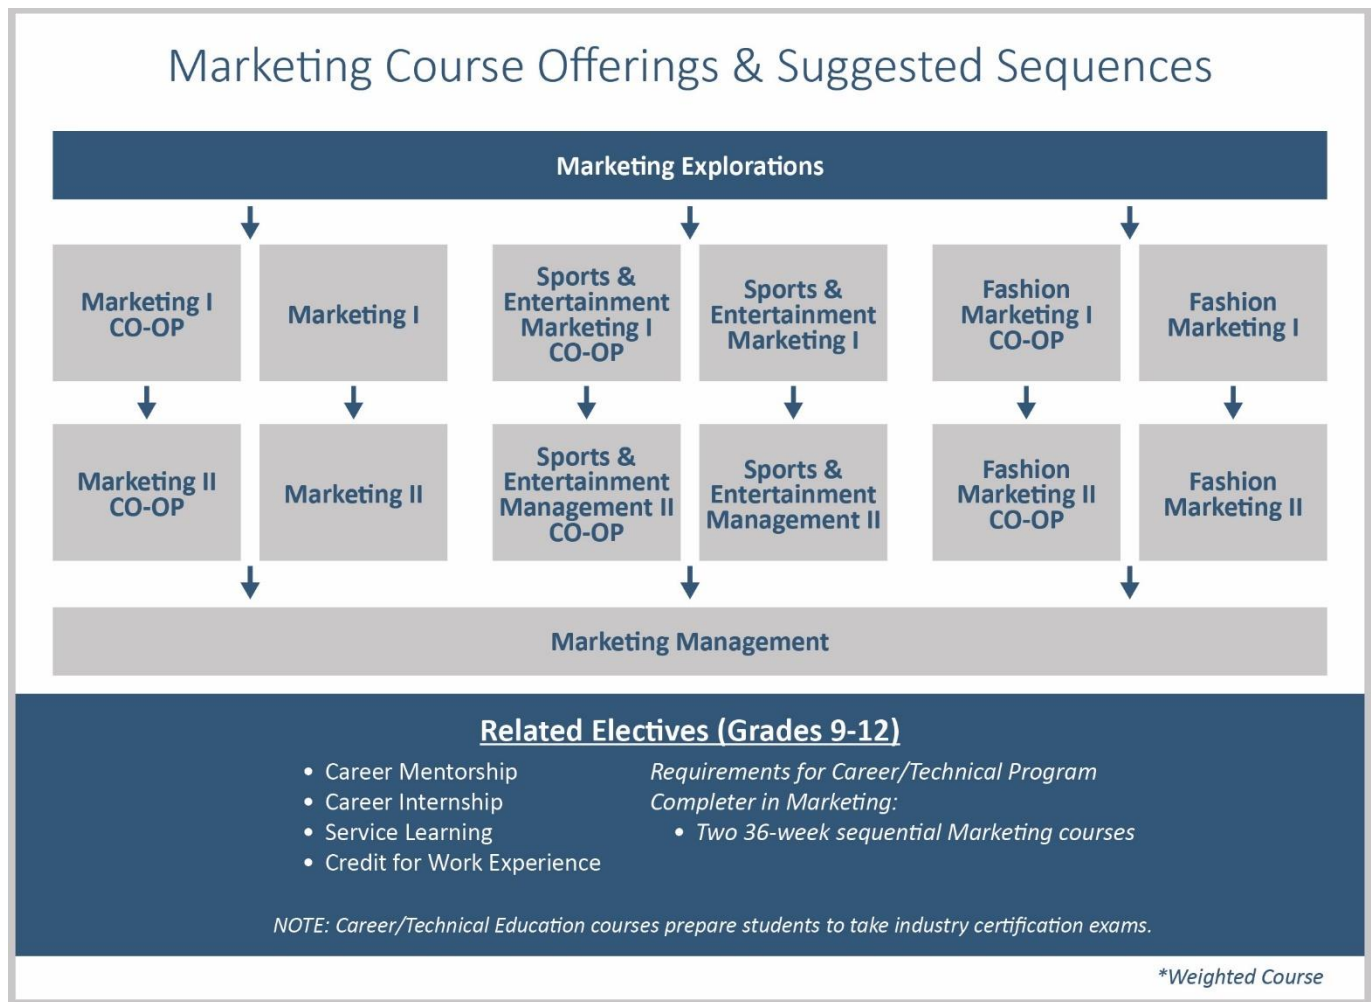 Marketing Course Offerings & Suggested Sequences
Marketing Explorations
Marketing I
CO-OP
Marketing I
Sports &
Entertainment
Marketing I
CO-OP
Sports &
Entertainment
Marketing I
Fashion
Marketing I
CO-OP
Fashion
Marketing I
Marketing II
CO-OP
Marketing II
Sports &
Entertainment
Management II
CO-OP
Sports &
Entertainment
Management II
Fashion
Marketing II
CO-OP
Fashion
Marketing II
Marketing Management
Related Electives (Grades 9-12)
• Career Mentorship
• Career Internship
• Service Learning
• Credit for Work Experience
Requirements for Career/Technical Program
Completer in Marketing:
• Two 36-week sequential Marketing courses
NOTE: Career/Technical Education courses prepare students to take industry certification exams.
*Weighted Course